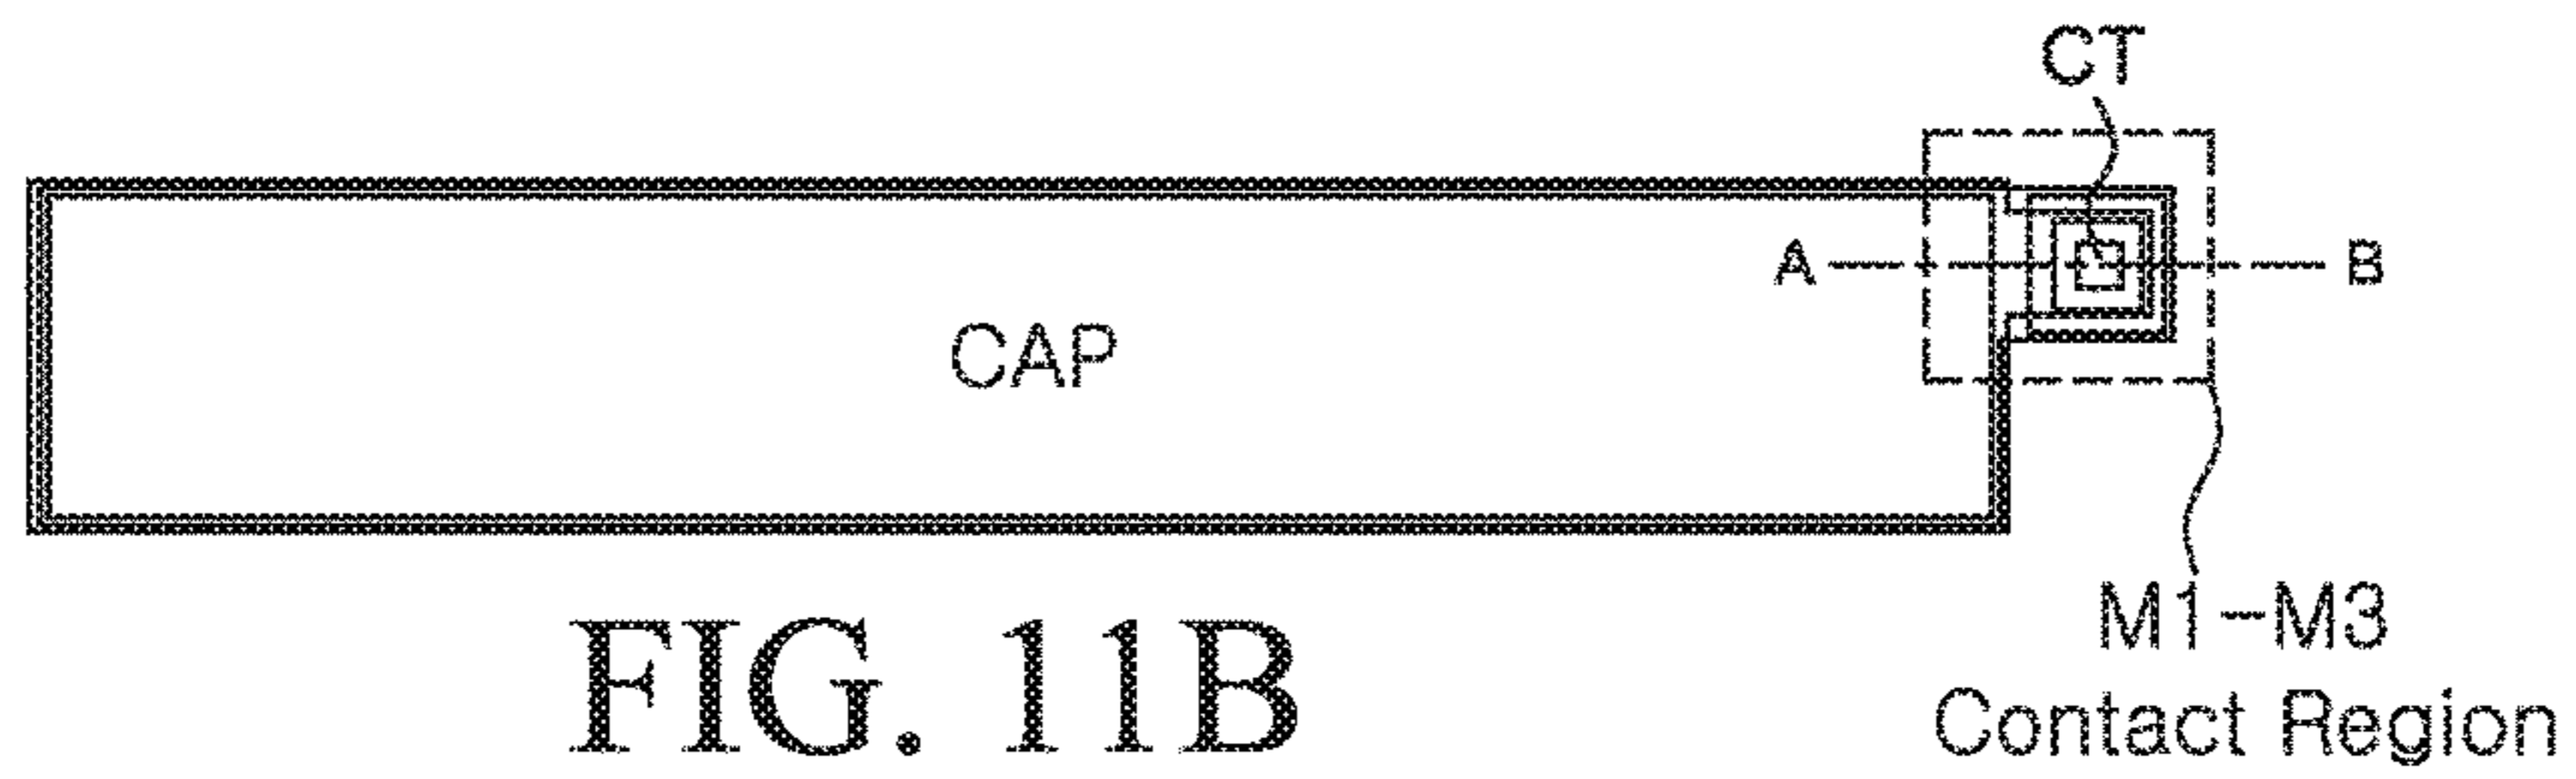 CT
A
B
CAP
M1-M3
Contact Region
FIG. 11B